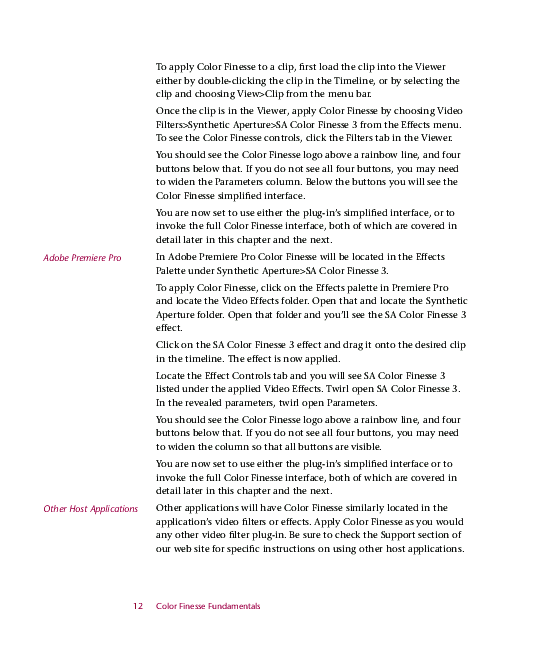 To apply Color Finesse to a clip, first load the clip into the Viewer
either by double-clicking the clip in the Timeline, or by selecting the
clip and choosing View>Clip from the menu bar.
Once the clip is in the Viewer, apply Color Finesse by choosing Video
Filters>Synthetic Aperture>SA Color Finesse 3 from the Effects menu.
To see the Color Finesse controls, click the Filters tab in the Viewer.
You should see the Color Finesse logo above a rainbow line, and four
buttons below that. If you do not see all four buttons, you may need
to widen the Parameters column. Below the buttons you will see the
Color Finesse simplified interface.
You are now set to use either the plug-in's simplified interface, or to
invoke the full Color Finesse interface, both of which are covered in
detail later in this chapter and the next.
Adobe Premiere Pro
In Adobe Premiere Pro Color Finesse will be located in the Effects
Palette under Synthetic Aperture>SA Color Finesse 3.
To apply Color Finesse, click on the Effects palette in Premiere Pro
and locate the Video Effects folder. Open that and locate the Synthetic
Aperture folder. Open that folder and you'll see the SA Color Finesse 3
effect.
Click on the SA Color Finesse 3 effect and drag it onto the desired clip
in the timeline. The effect is now applied.
Locate the Effect Controls tab and you will see SA Color Finesse 3
listed under the applied Video Effects. Twirl open SA Color Finesse 3.
In the revealed parameters, twirl open Parameters.
You should see the Color Finesse logo above a rainbow line, and four
buttons below that. If you do not see all four buttons, you may need
to widen the column so that all buttons are visible.
You are now set to use either the plug-in's simplified interface or to
invoke the full Color Finesse interface, both of which are covered in
detail later in this chapter and the next.
Other Host Applications
Other applications will have Color Finesse similarly located in the
application's video filters or effects. Apply Color Finesse as you would
any other video filter plug-in. Be sure to check the Support section of
our web site for specific instructions on using other host applications.
12 Color Finesse Fundamentals